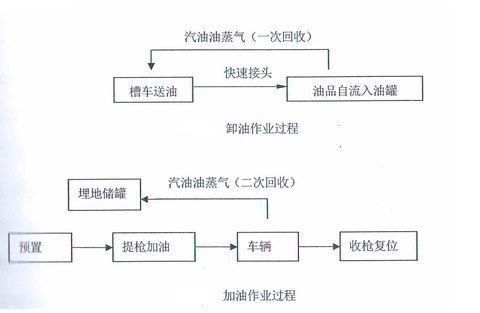 汽油油蒸气（一次回收）
快速接头
槽车送油
油品自流入油罐
卸油作业过程
汽油油蒸气（二次回收）
埋地储罐
预置
提枪加油
车辆
收枪复位
加油作业过程